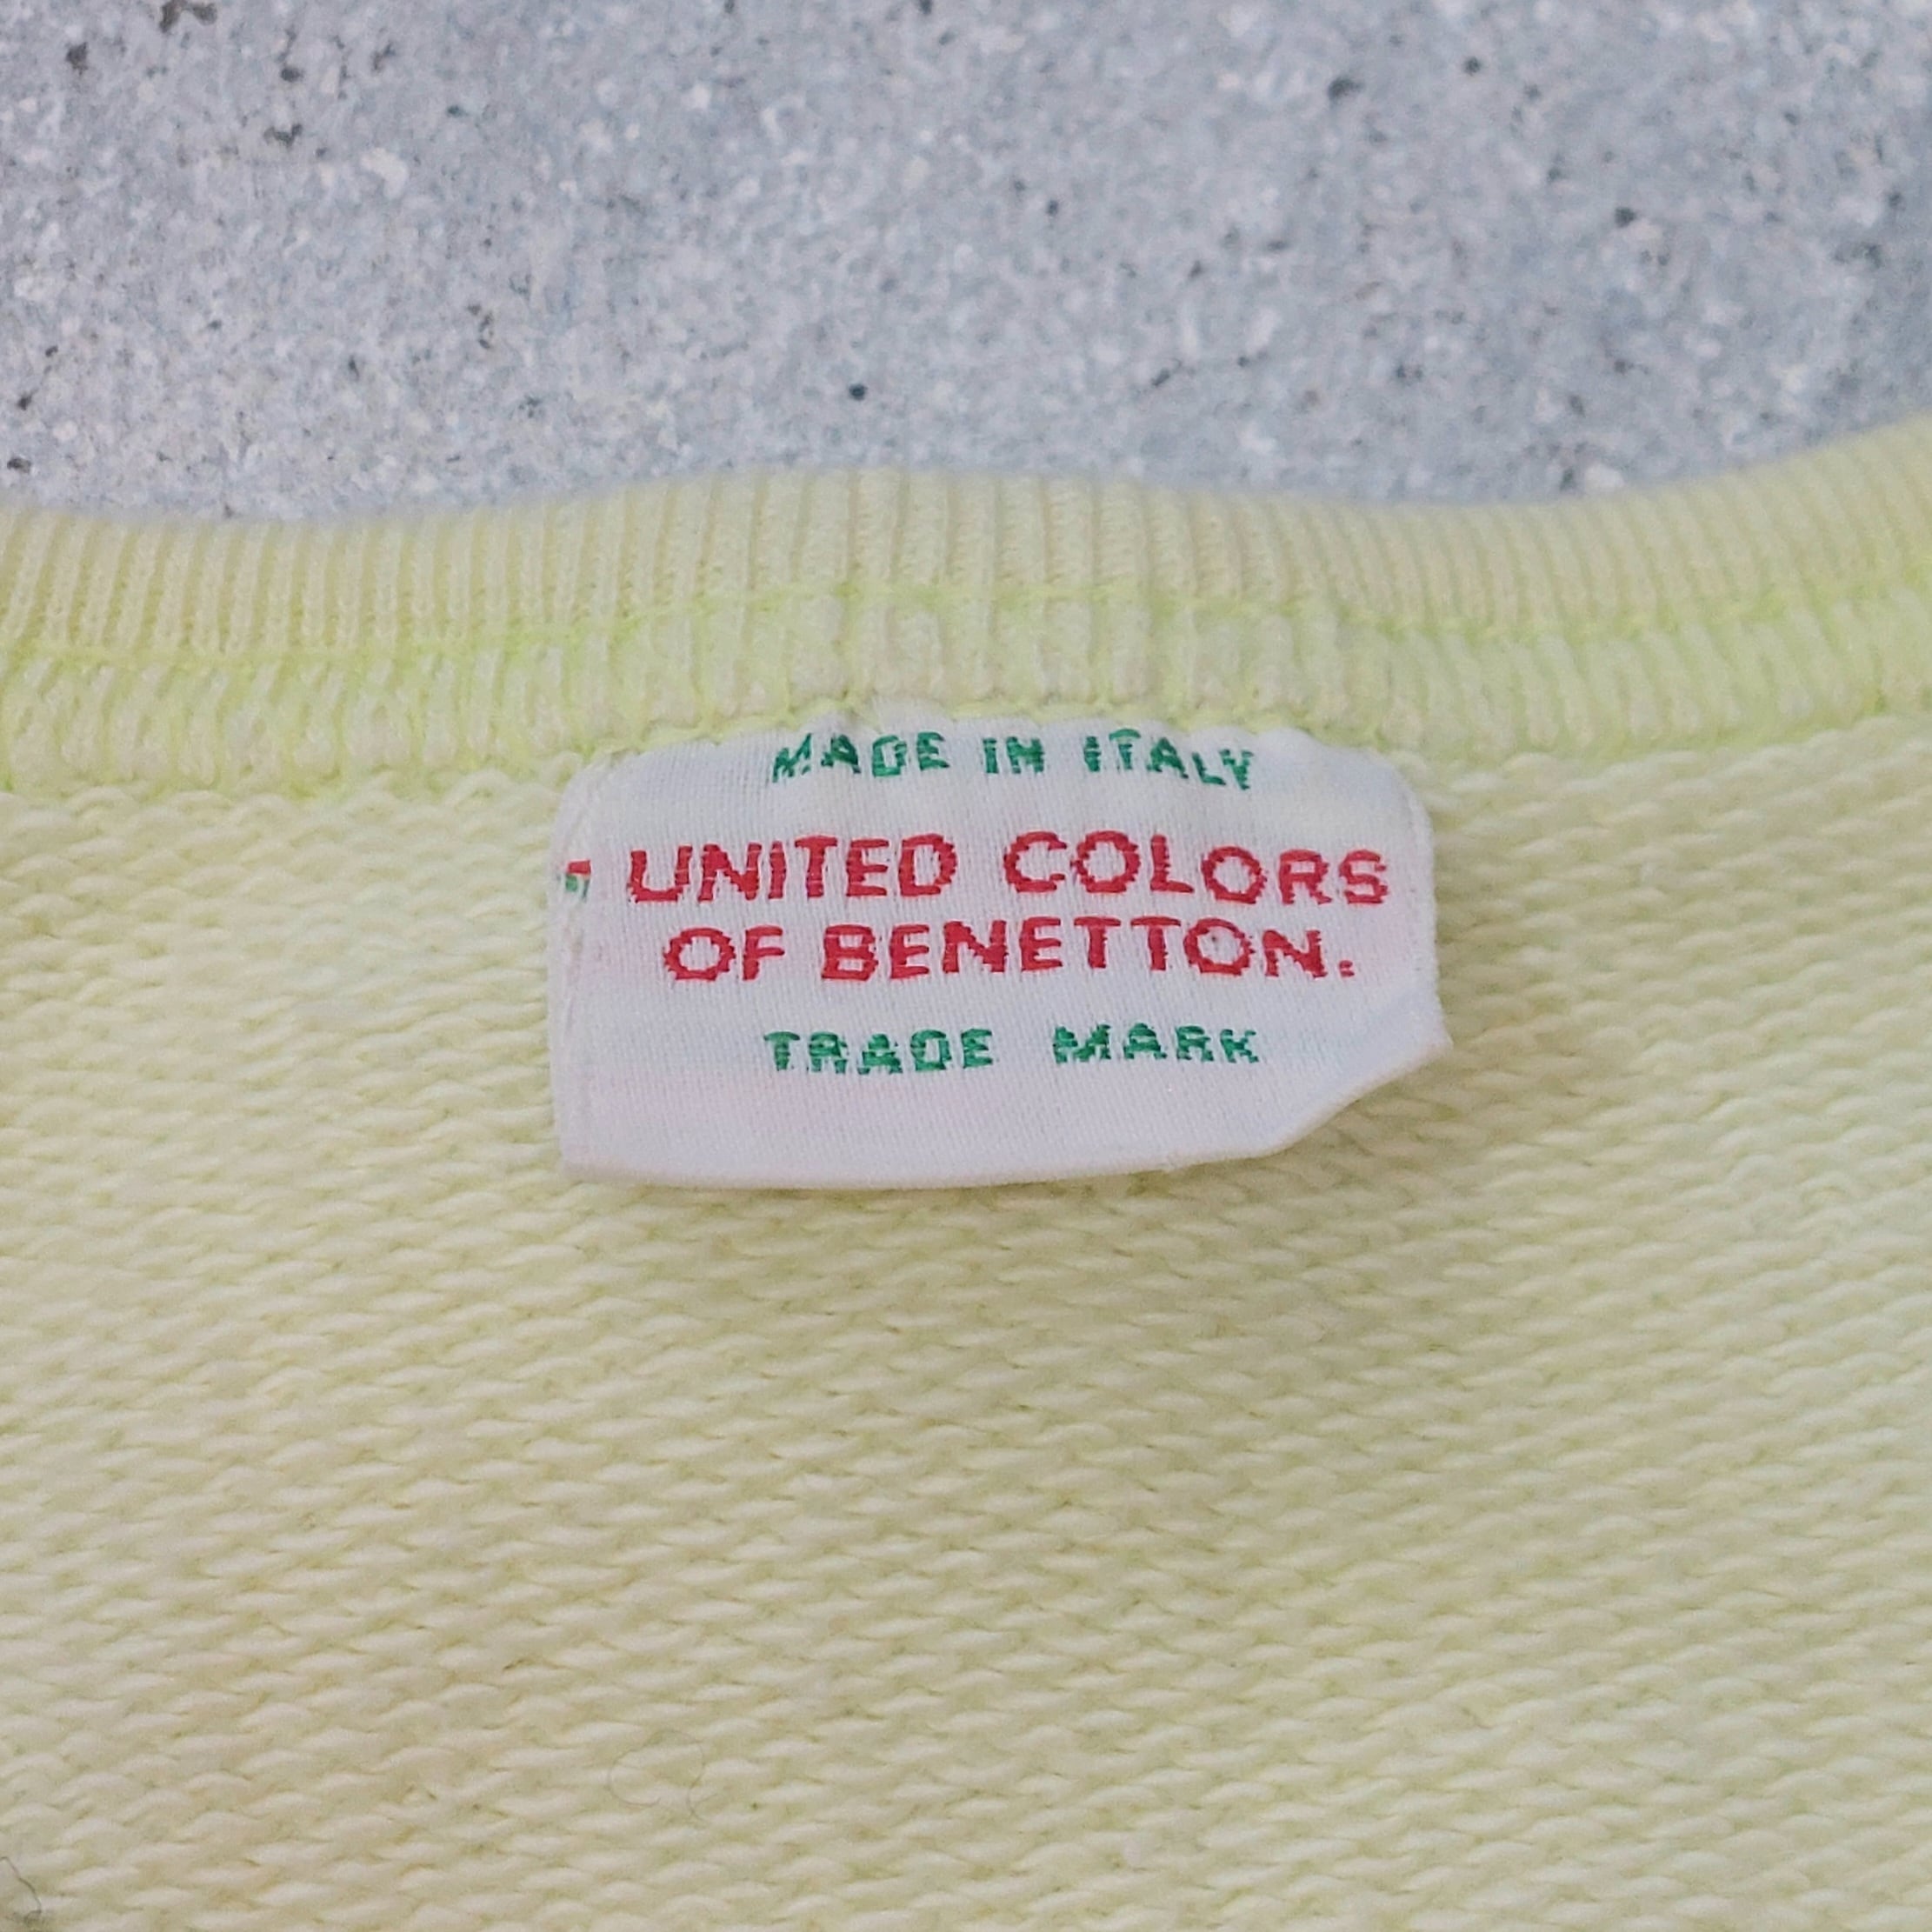 MADE IN ITALY
UNITED COLORS
OF BENETTON.
TRADE MARK